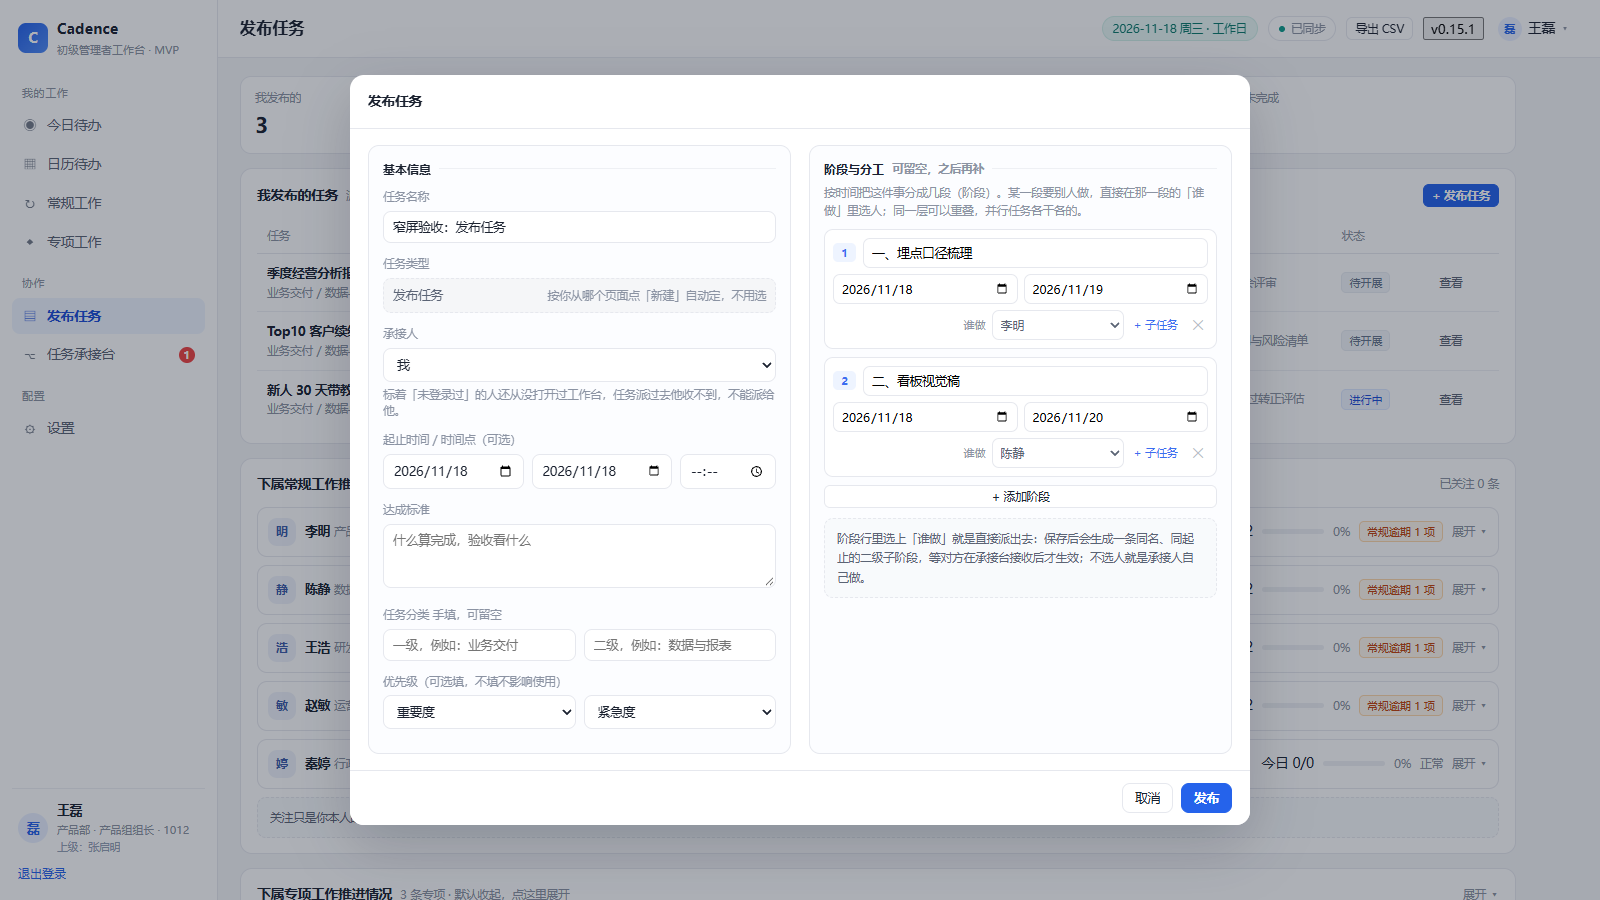 C
Cadence
初级管理者工作台 · MVP
我的工作
今日待办
日历待办
常规工作
专项工作
协作
发布任务
任务承接台
1
配置
设置
磊
王磊
产品部 · 产品组组长 · 1012
上级：张启明
退出登录
发布任务
2026-11-18 周三 · 工作日
已同步
导出 CSV
v0.15.1
磊
王磊
我发布的
3
未完成
我发布的任务
+ 发布任务
任务
状态
季度经营分析报
业务交付 / 数据
评审
待开展
查看
Top10 客户续
业务交付 / 数据
与风险清单
待开展
查看
新人 30 天带教
业务交付 / 数据
过转正评估
进行中
查看
下属常规工作推
已关注 0 条
明
李明
0%
常规逾期 1 项
展开
静
陈静
0%
常规逾期 1 项
展开
浩
王浩
0%
常规逾期 1 项
展开
敏
赵敏
0%
常规逾期 1 项
展开
婷
秦婷
今日 0/0
0%
正常
展开
关注只是你本人
下属专项工作推进情况
3 条专项 · 默认收起，点这里展开
展开
发布任务
基本信息
任务名称
窄屏验收：发布任务
任务类型
发布任务
按你从哪个页面点「新建」自动定，不用选
承接人
我
标着「未登录过」的人还从没打开过工作台，任务派过去他收不到，不能派给
他。
起止时间 / 时间点（可选）
2026/11/18
2026/11/18
--:--
达成标准
什么算完成，验收看什么
任务分类 手填，可留空
一级，例如：业务交付
二级，例如：数据与报表
优先级（可选填，不填不影响使用）
重要度
紧急度
阶段与分工
可留空，之后再补
按时间把这件事分成几段（阶段）。某一段要别人做，直接在那一段的「谁
做」里选人；同一层可以重叠，并行任务各干各的。
1
一、埋点口径梳理
2026/11/18
2026/11/19
谁做
李明
+ 子任务
2
二、看板视觉稿
2026/11/18
2026/11/20
谁做
陈静
+ 子任务
+ 添加阶段
阶段行里选上「谁做」就是直接派出去：保存后会生成一条同名、同起
止的二级子阶段，等对方在承接台接收后才生效；不选人就是承接人自
己做。
取消
发布